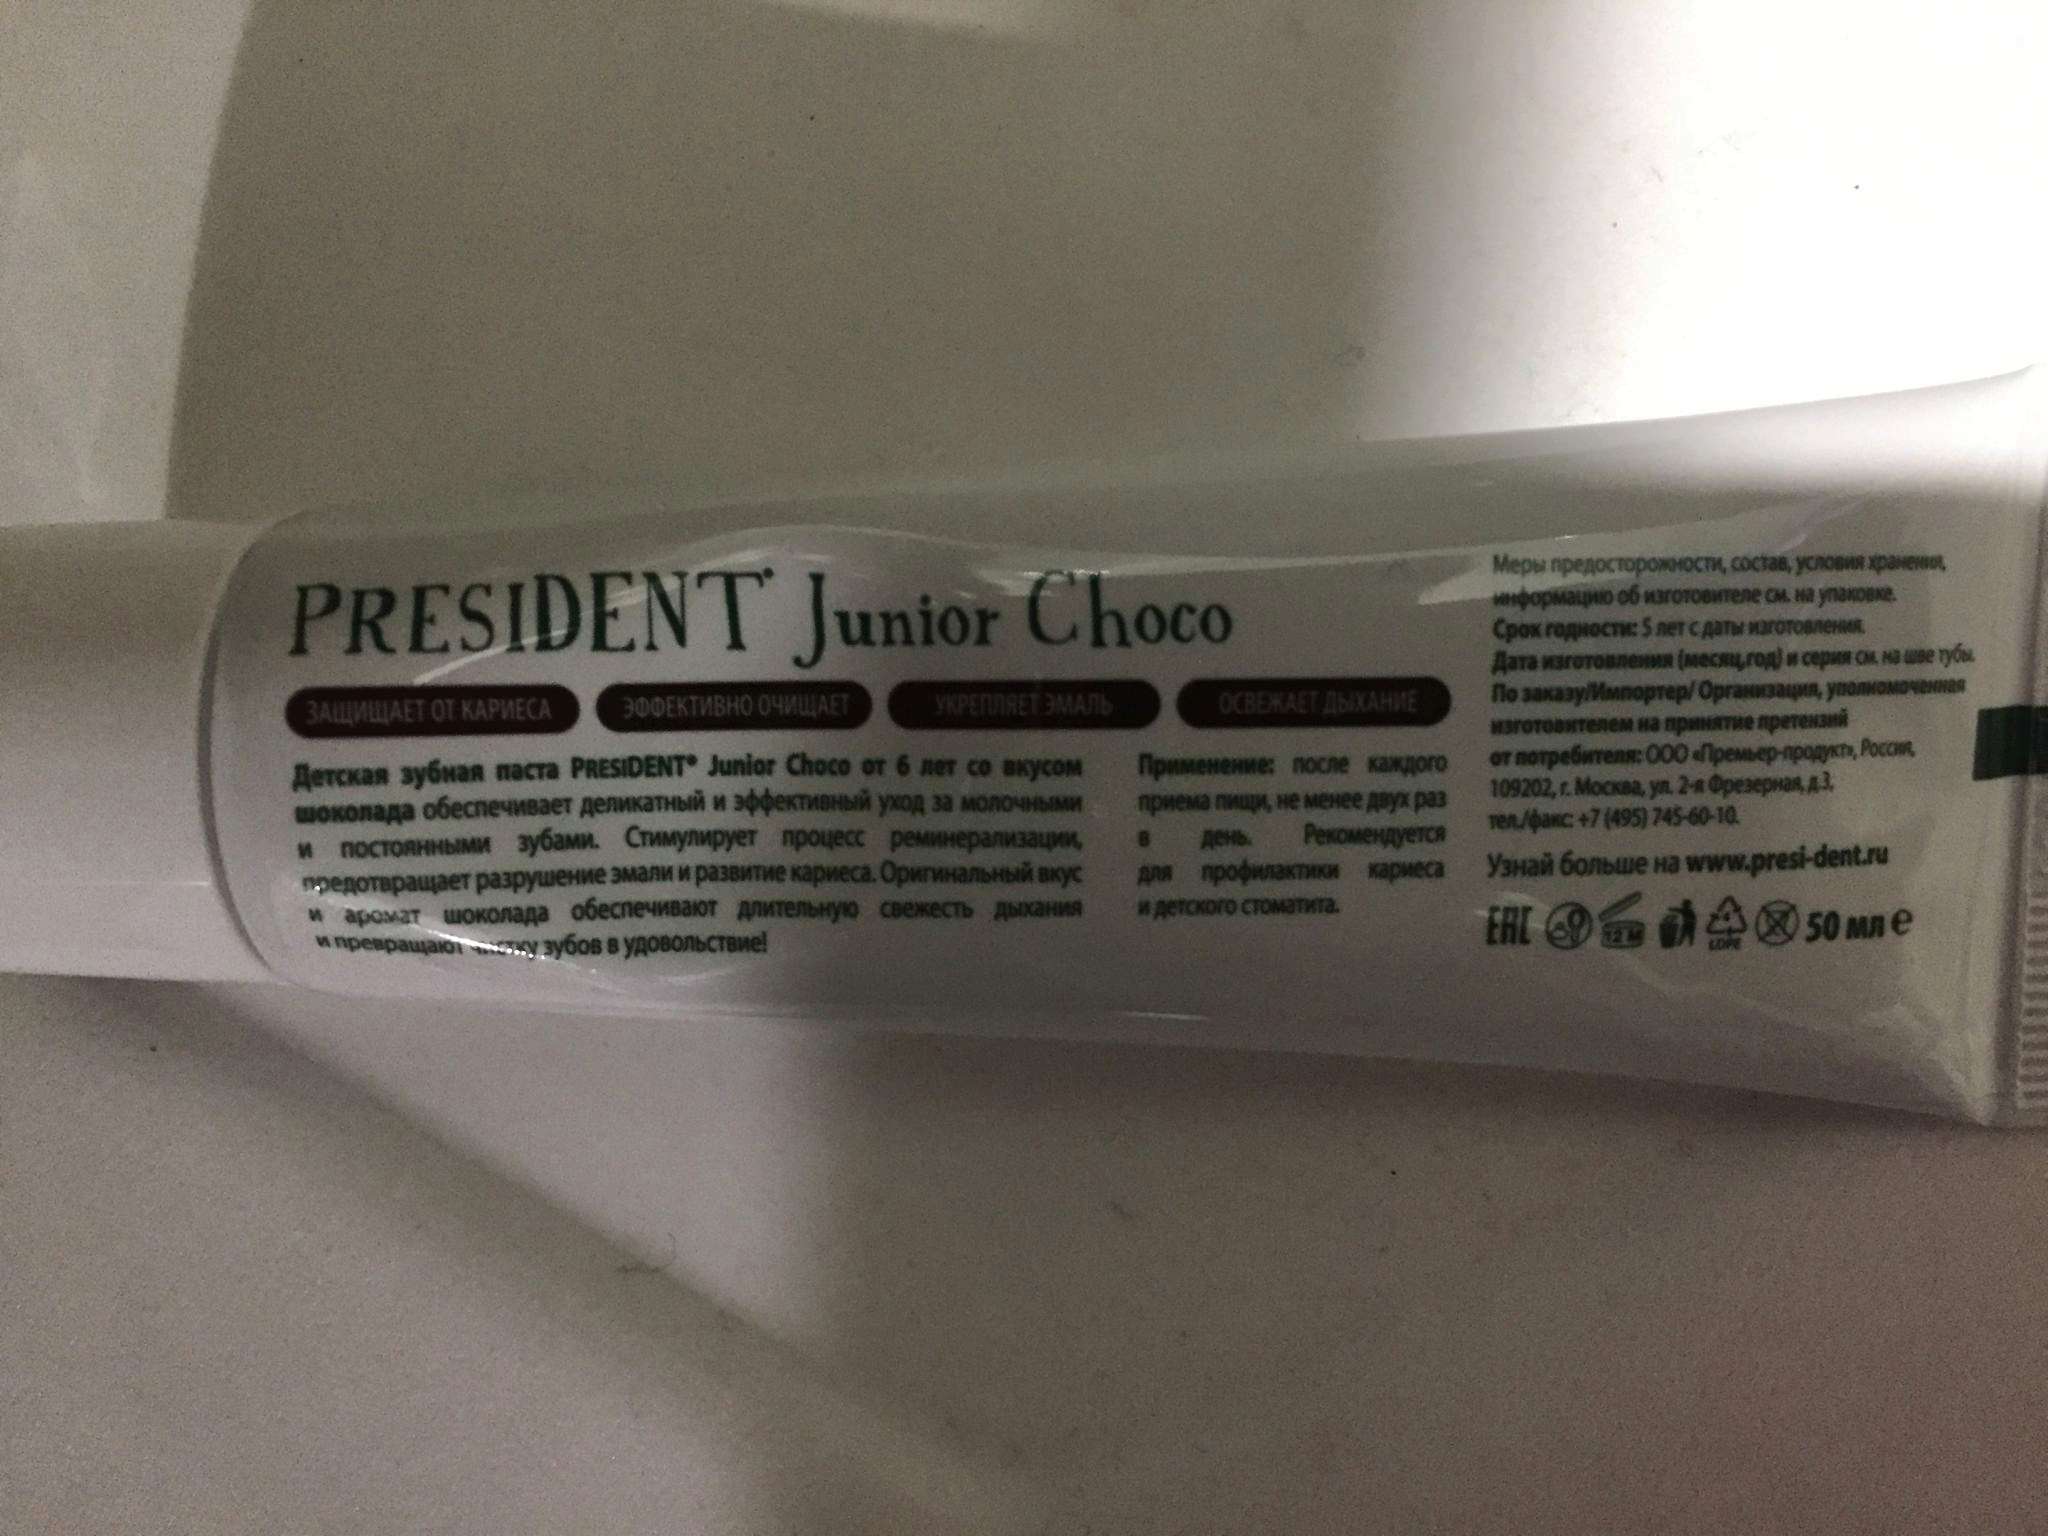 PRESIDENT® Junior Choco
ЗАЩИЩАЕТ ОТ КАРИЕСА
ЭФФЕКТИВНО ОЧИЩАЕТ
УКРЕПЛЯЕТ ЭМАЛЬ
ОСВЕЖАЕТ ДЫХАНИЕ
Детская зубная паста PRESIDENT® Junior Choco от 6 лет со вкусом
шоколада обеспечивает деликатный и эффективный уход за молочными
и постоянными зубами. Стимулирует процесс реминерализации,
предотвращает разрушение эмали и развитие кариеса. Оригинальный вкус
и аромат шоколада обеспечивают длительную свежесть дыхания
и превращают чистку зубов в удовольствие!
Применение: после каждого
приема пищи, не менее двух раз
в день. Рекомендуется
для профилактики кариеса
и детского стоматита.
Меры предосторожности, состав, условия хранения,
информацию об изготовителе см. на упаковке.
Срок годности: 5 лет с даты изготовления.
Дата изготовления (месяц,год) и серия см. на шве тубы.
По заказу/Импортер/ Организация, уполномоченная
изготовителем на принятие претензий
от потребителя: ООО «Премьер-продукт», Россия,
109202, г. Москва, ул. 2-я Фрезерная, д.3,
тел./факс: +7 (495) 745-60-10.
Узнай больше на www.presi-dent.ru
EAC 12 M 4 LDPE 50 мл e